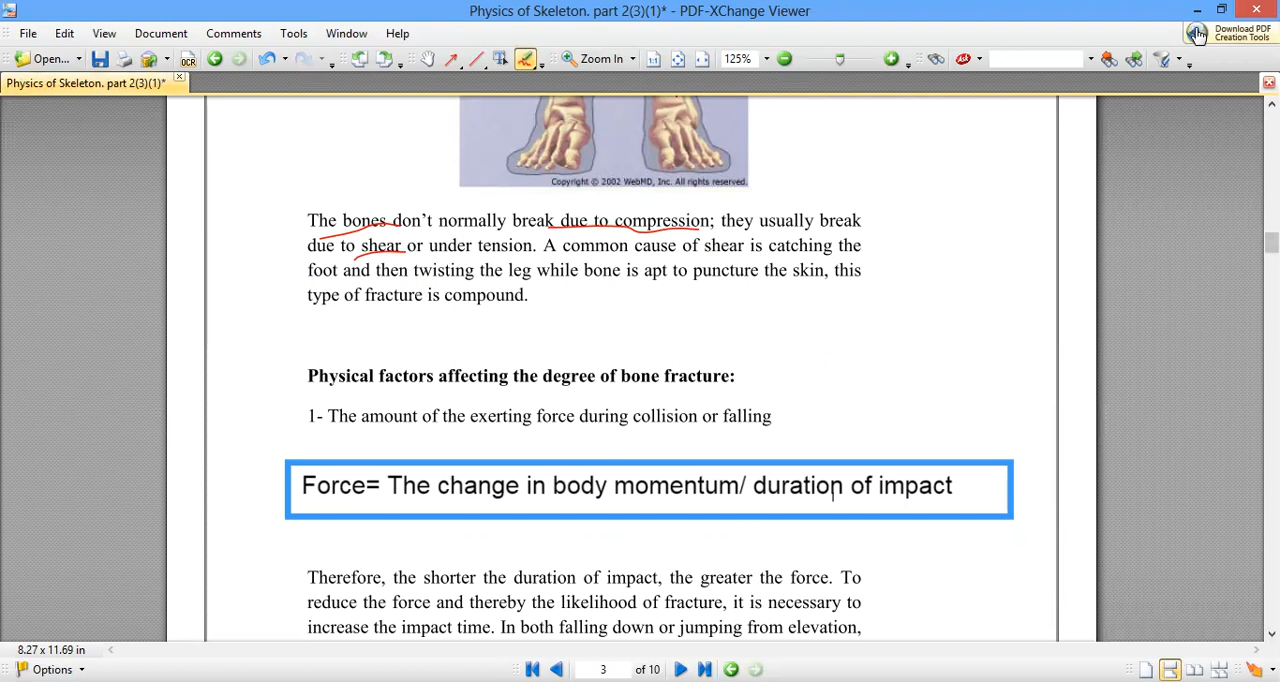 Physics of Skeleton. part 2(3)(1)* - PDF-XChange Viewer
File Edit View Document Comments Tools Window Help
Download PDF
Creation Tools
Open... OCR Zoom In 125%
Physics of Skeleton. part 2(3)(1)*
Copyright © 2002 WebMD, Inc. All rights reserved.
The bones don't normally break due to compression; they usually break
due to shear or under tension. A common cause of shear is catching the
foot and then twisting the leg while bone is apt to puncture the skin, this
type of fracture is compound.
Physical factors affecting the degree of bone fracture:
1- The amount of the exerting force during collision or falling
Force= The change in body momentum/ duration of impact
Therefore, the shorter the duration of impact, the greater the force. To
reduce the force and thereby the likelihood of fracture, it is necessary to
increase the impact time. In both falling down or jumping from elevation,
8.27 x 11.69 in
Options 3 of 10